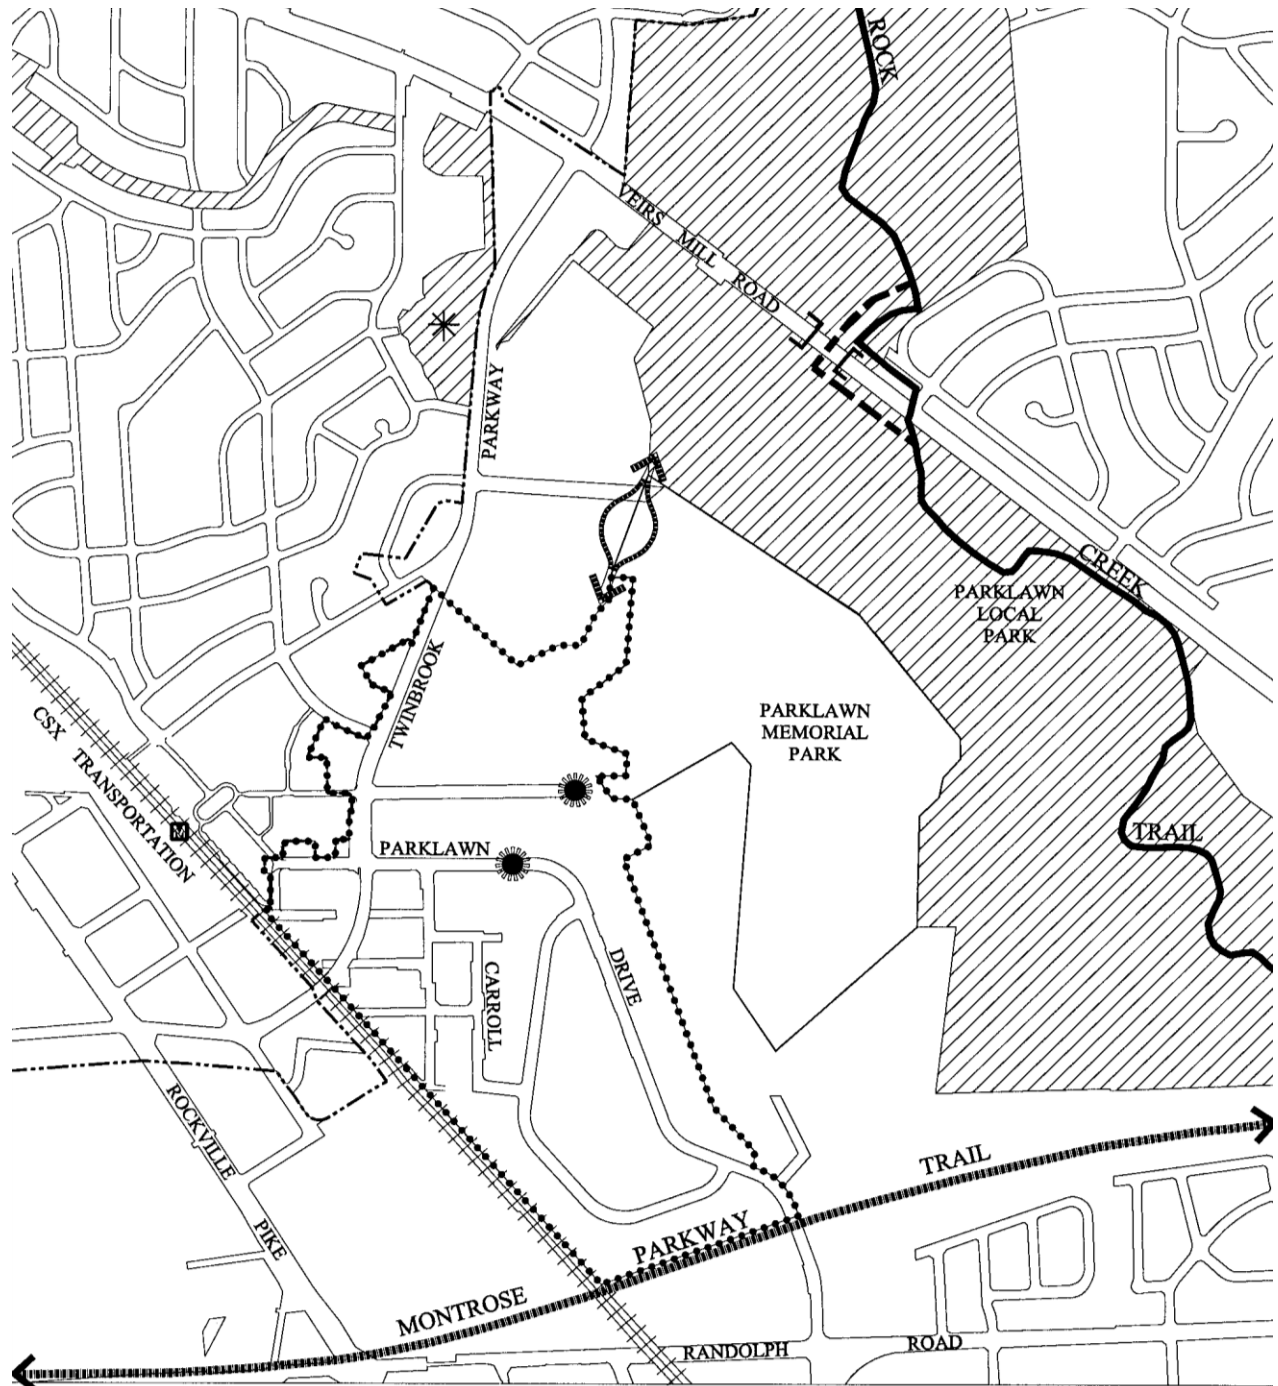 ROCK
VEIRS MILL ROAD
PARKWAY
CREEK
PARKLAWN
LOCAL
PARK
TWINBROOK
PARKLAWN
MEMORIAL
PARK
CSX TRANSPORTATION
M
PARKLAWN
TRAIL
DRIVE
CARROLL
ROCKVILLE
PIKE
TRAIL
PARKWAY
MONTROSE
RANDOLPH
ROAD